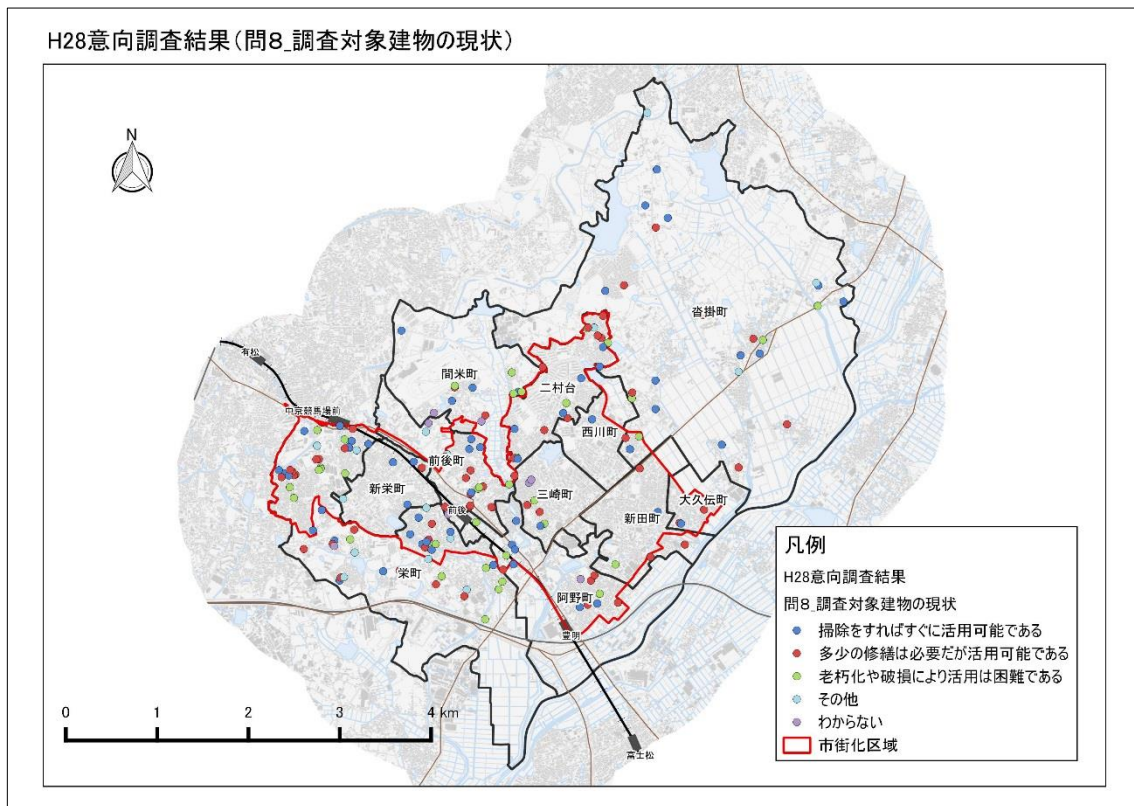 H28意向調査結果(問8_調査対象建物の現状)
N
沓掛町
有松
間米町
二村台
中京競馬場前
西川町
前後町
新栄町
三崎町
大久伝町
前後
新田町
栄町
阿野町
豊明
富士松
0 1 2 3 4 km
凡例
H28意向調査結果
問8_調査対象建物の現状
掃除をすればすぐに活用可能である
多少の修繕は必要だが活用可能である
老朽化や破損により活用は困難である
その他
わからない
市街化区域